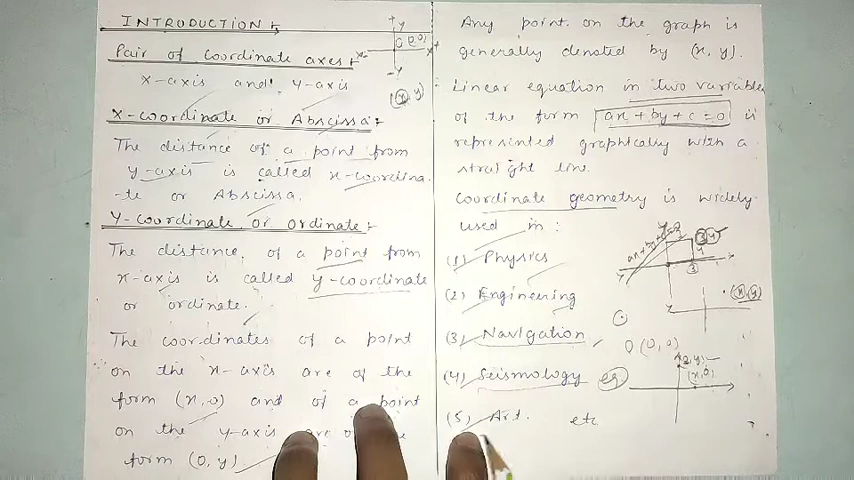 INTRODUCTION :-
Pair of coordinate axes :-
X-axis and Y-axis
X-coordinate or Abscissa :-
The distance of a point from
y-axis is called x-coordina-
-te or Abscissa.
Y-coordinate or ordinate :-
The distance of a point from
x-axis is called y-coordinate
or ordinate.
The coordinates of a point
on the x-axis are of the
form (x, 0) and of a point
on the y-axis are
form (0, y)
+y
-y
(x, y)
Any point on the graph is
generally denoted by (x, y).
Linear equation in two variables
of the form ax + by + c = 0 is
represinted graphically with a
straight line.
Coordinate geometry is widely
used in :
(1) Physics
(2) Engineering
(3) Navigation
(4) Seismology
(5) Art. etc
3
(x, y)
O (0, 0)
(x, 0)